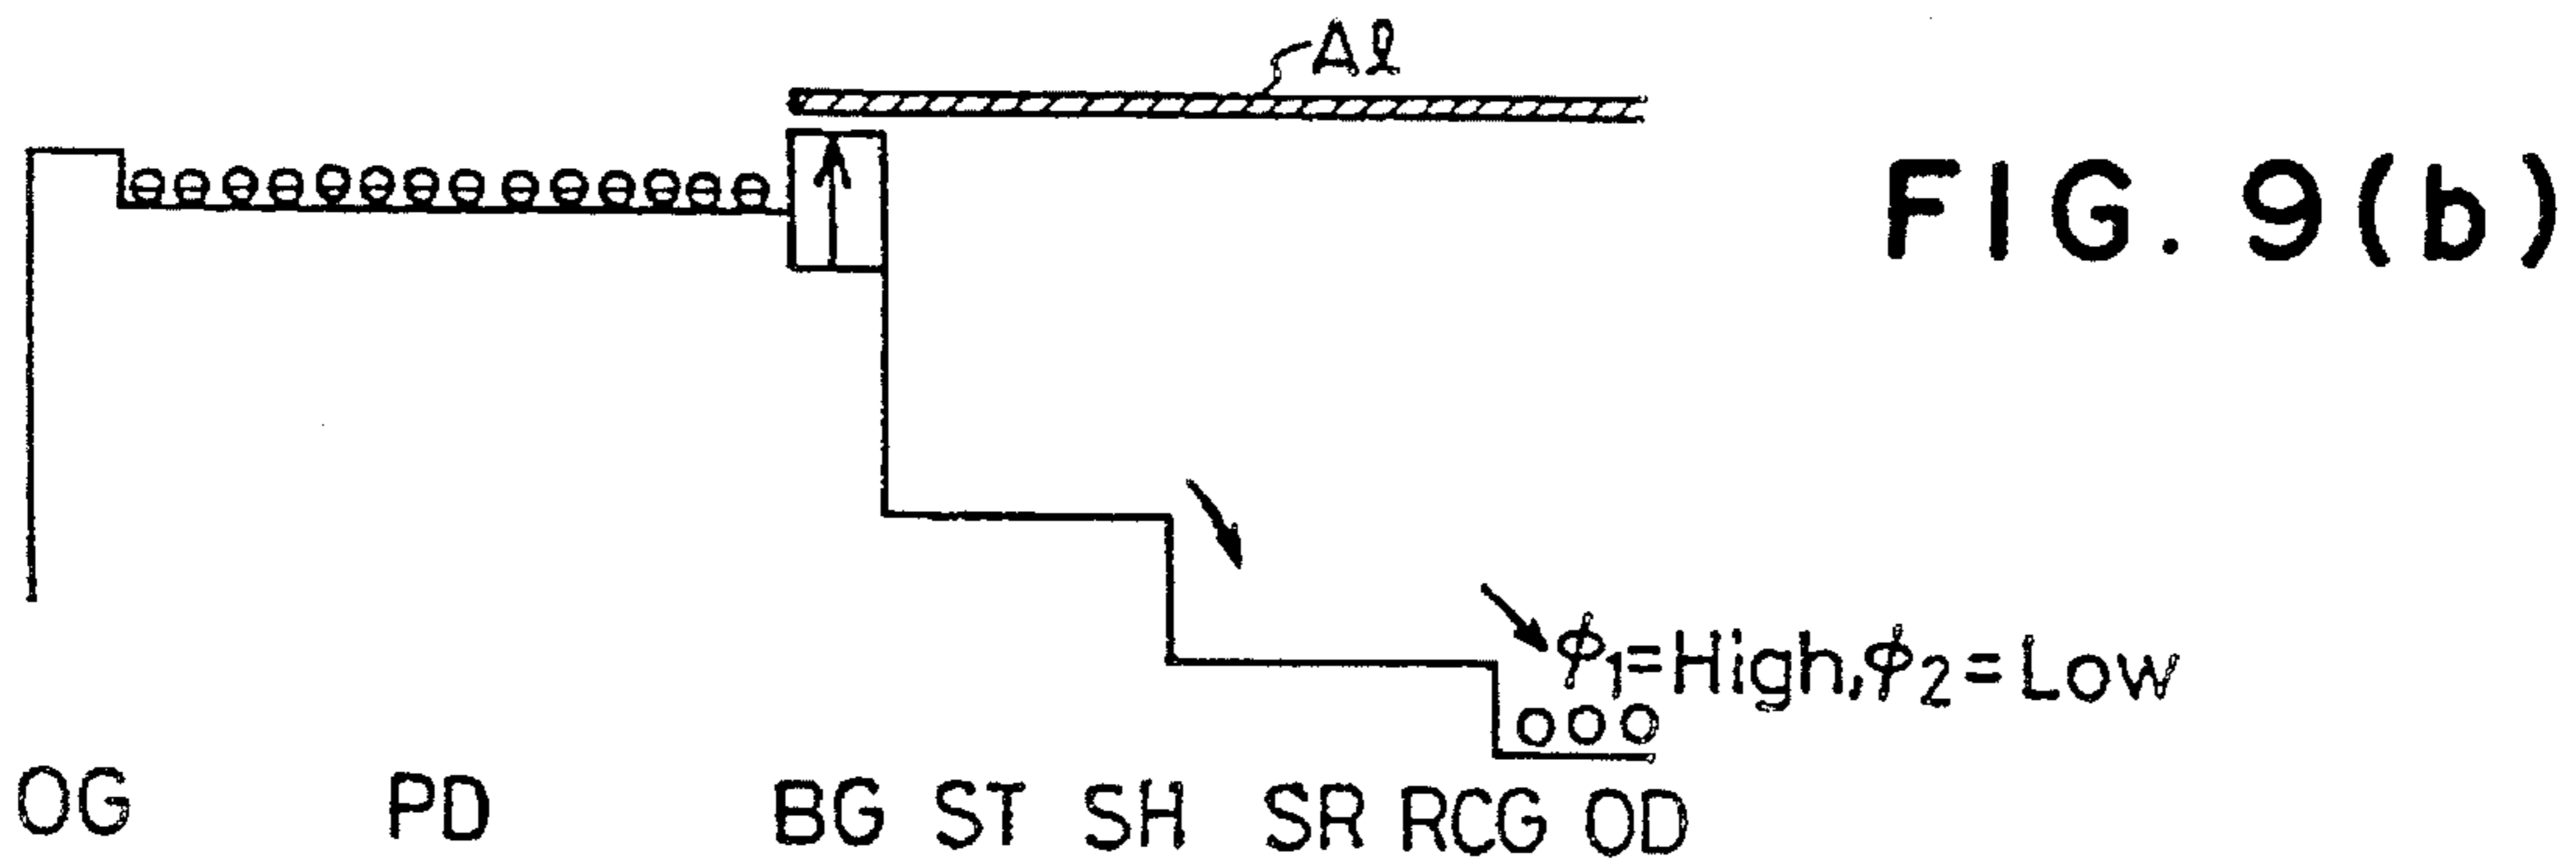 Al
FIG. 9(b)
ϕ1=High, ϕ2=Low
OG PD BG ST SH SR RCG OD